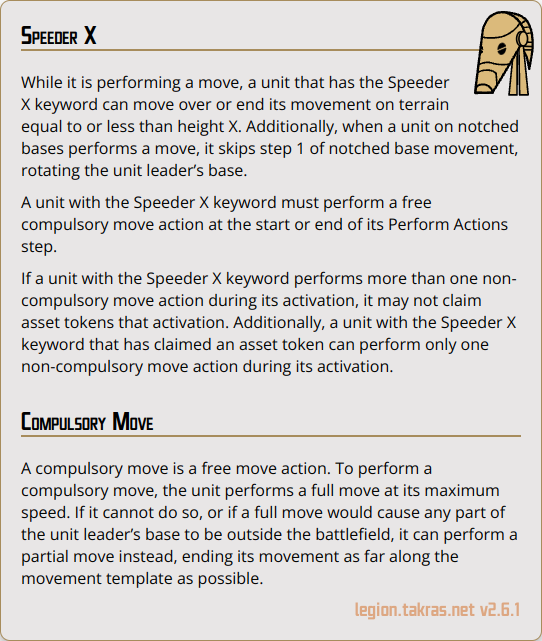 Speeder X
While it is performing a move, a unit that has the Speeder
X keyword can move over or end its movement on terrain
equal to or less than height X. Additionally, when a unit on notched
bases performs a move, it skips step 1 of notched base movement,
rotating the unit leader’s base.
A unit with the Speeder X keyword must perform a free
compulsory move action at the start or end of its Perform Actions
step.
If a unit with the Speeder X keyword performs more than one non-
compulsory move action during its activation, it may not claim
asset tokens that activation. Additionally, a unit with the Speeder X
keyword that has claimed an asset token can perform only one
non-compulsory move action during its activation.
Compulsory Move
A compulsory move is a free move action. To perform a
compulsory move, the unit performs a full move at its maximum
speed. If it cannot do so, or if a full move would cause any part of
the unit leader’s base to be outside the battlefield, it can perform a
partial move instead, ending its movement as far along the
movement template as possible.
legion.takras.net v2.6.1